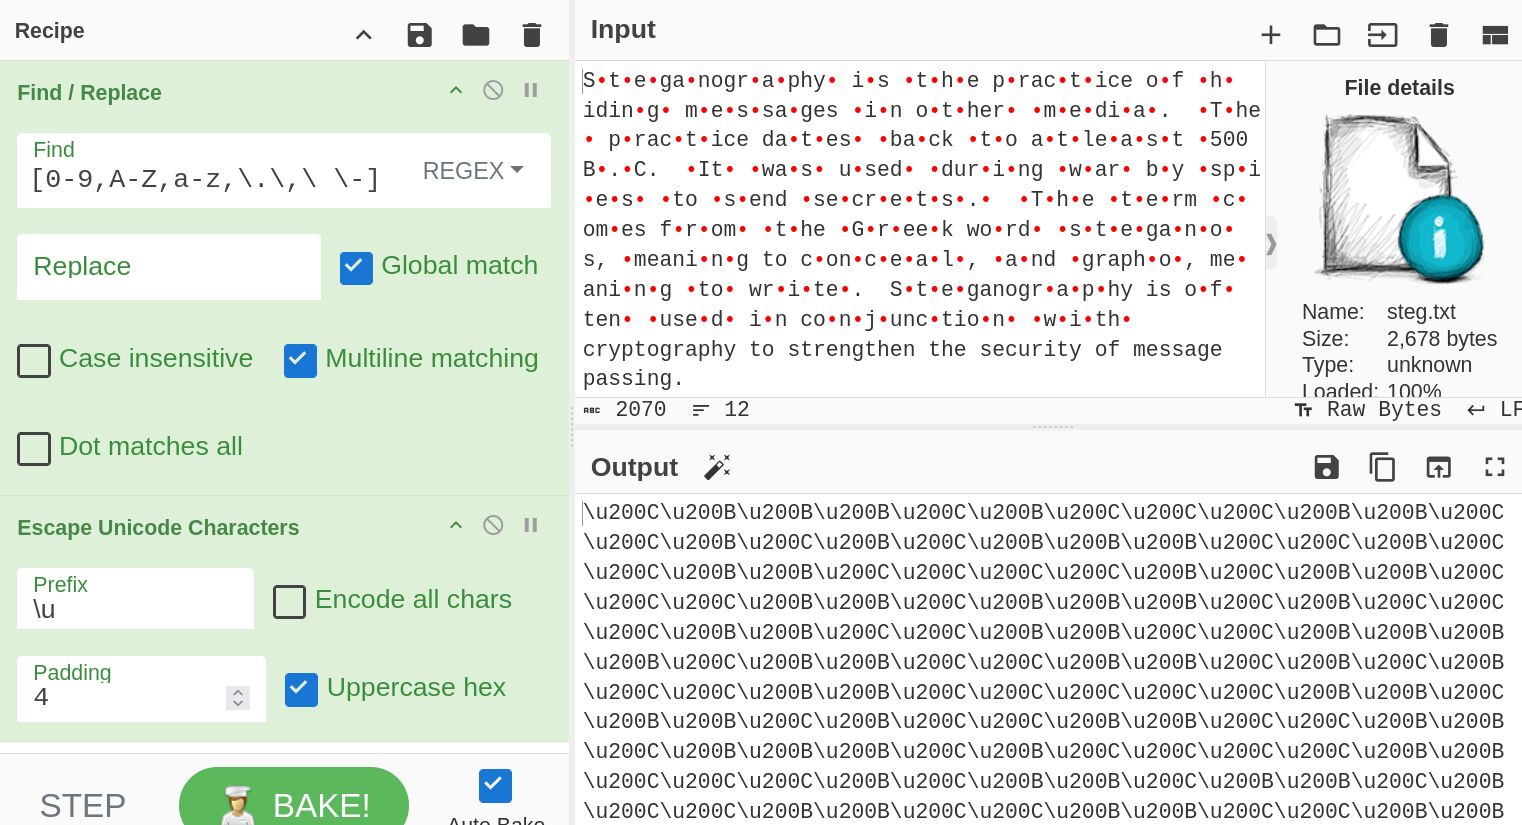 Recipe
Find / Replace
Find
[0-9,A-Z,a-z,\.\,\ \-]
REGEX
Replace
Global match
Case insensitive
Multiline matching
Dot matches all
Escape Unicode Characters
Prefix
\u
Encode all chars
Padding
4
Uppercase hex
STEP
BAKE!
Auto Bake
Input
S•t•e•ga•nogr•a•phy• i•s •t•h•e p•rac•t•ice o•f •h•
idin•g• m•e•s•sa•ges •i•n o•t•her• •m•e•di•a•.  •T•he
• p•rac•t•ice da•t•es• •ba•ck •t•o a•t•le•a•s•t •500
B•.•C.  •It• •wa•s• u•sed• •dur•i•ng •w•ar• b•y •sp•i
•e•s• •to •s•end •se•cr•e•t•s•.•  •T•h•e •t•e•rm •c•
om•es f•r•om• •t•he •G•r•ee•k wo•rd• •s•t•e•ga•n•o•
s, •meani•n•g to c•on•c•e•a•l•, •a•nd •graph•o•, me•
ani•n•g •to• wr•i•te•.  S•t•e•ganogr•a•p•hy is o•f•
ten• •use•d• i•n co•n•j•unc•tio•n• •w•i•th•
cryptography to strengthen the security of message
passing.
File details
Name: steg.txt
Size: 2,678 bytes
Type: unknown
Loaded: 100%
ABC 2070 12
Tт Raw Bytes LF
Output
\u200C\u200B\u200B\u200B\u200C\u200B\u200C\u200C\u200C\u200B\u200B\u200C
\u200C\u200B\u200C\u200B\u200C\u200B\u200B\u200B\u200C\u200C\u200B\u200C
\u200C\u200B\u200B\u200C\u200C\u200C\u200C\u200B\u200C\u200B\u200B\u200C
\u200C\u200C\u200B\u200B\u200C\u200B\u200B\u200B\u200C\u200B\u200C\u200C
\u200C\u200B\u200B\u200C\u200C\u200B\u200B\u200C\u200C\u200B\u200B\u200B
\u200B\u200C\u200B\u200B\u200C\u200C\u200B\u200B\u200C\u200B\u200C\u200B
\u200C\u200C\u200C\u200B\u200C\u200C\u200B\u200C\u200B\u200B\u200B\u200C
\u200B\u200B\u200C\u200B\u200C\u200C\u200B\u200B\u200C\u200C\u200B\u200B
\u200C\u200B\u200B\u200B\u200C\u200B\u200C\u200C\u200C\u200C\u200B\u200B
\u200C\u200C\u200B\u200C\u200B\u200B\u200B\u200C\u200B\u200B\u200C\u200B
\u200C\u200C\u200B\u200B\u200C\u200C\u200B\u200B\u200C\u200C\u200B\u200B